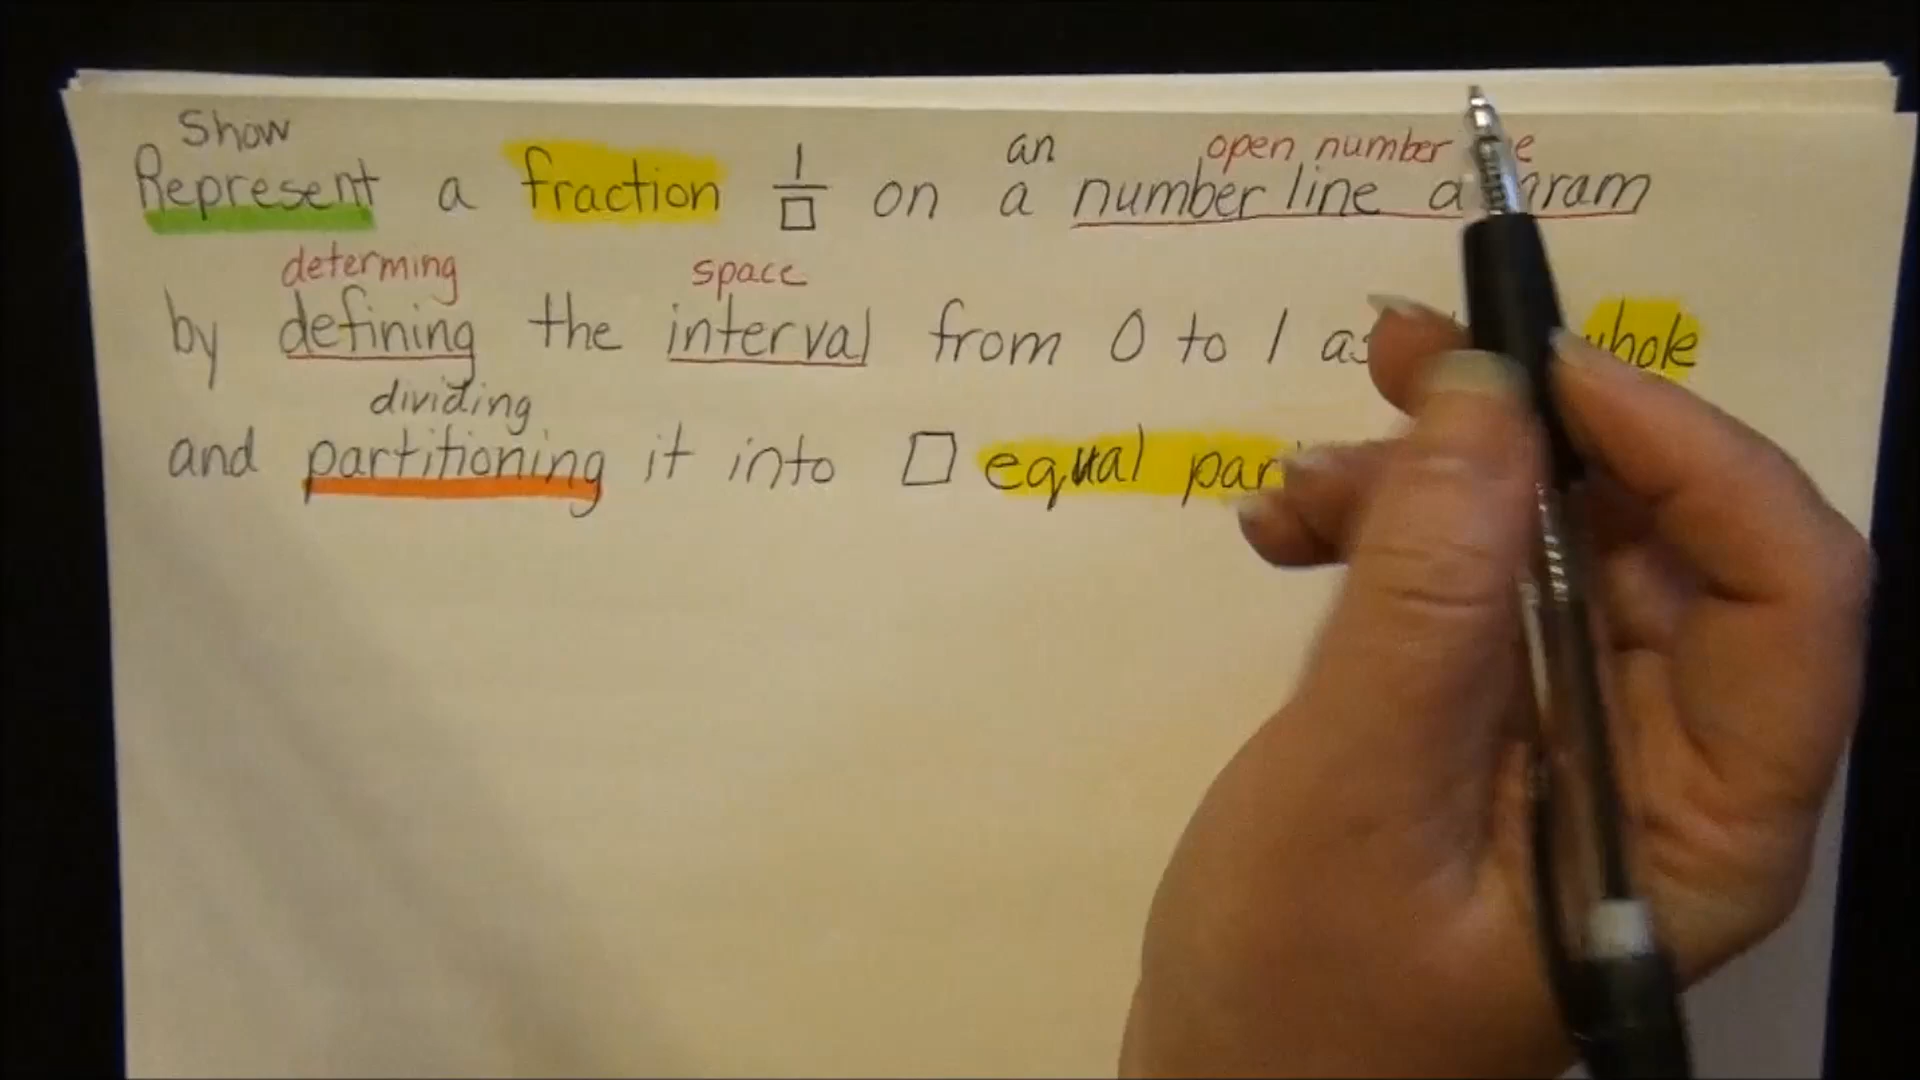 Show an open number
Represent a fraction 1/□ on a number line
determing space
by defining the interval from 0 to 1 as whole
dividing
and partitioning it into □ equal